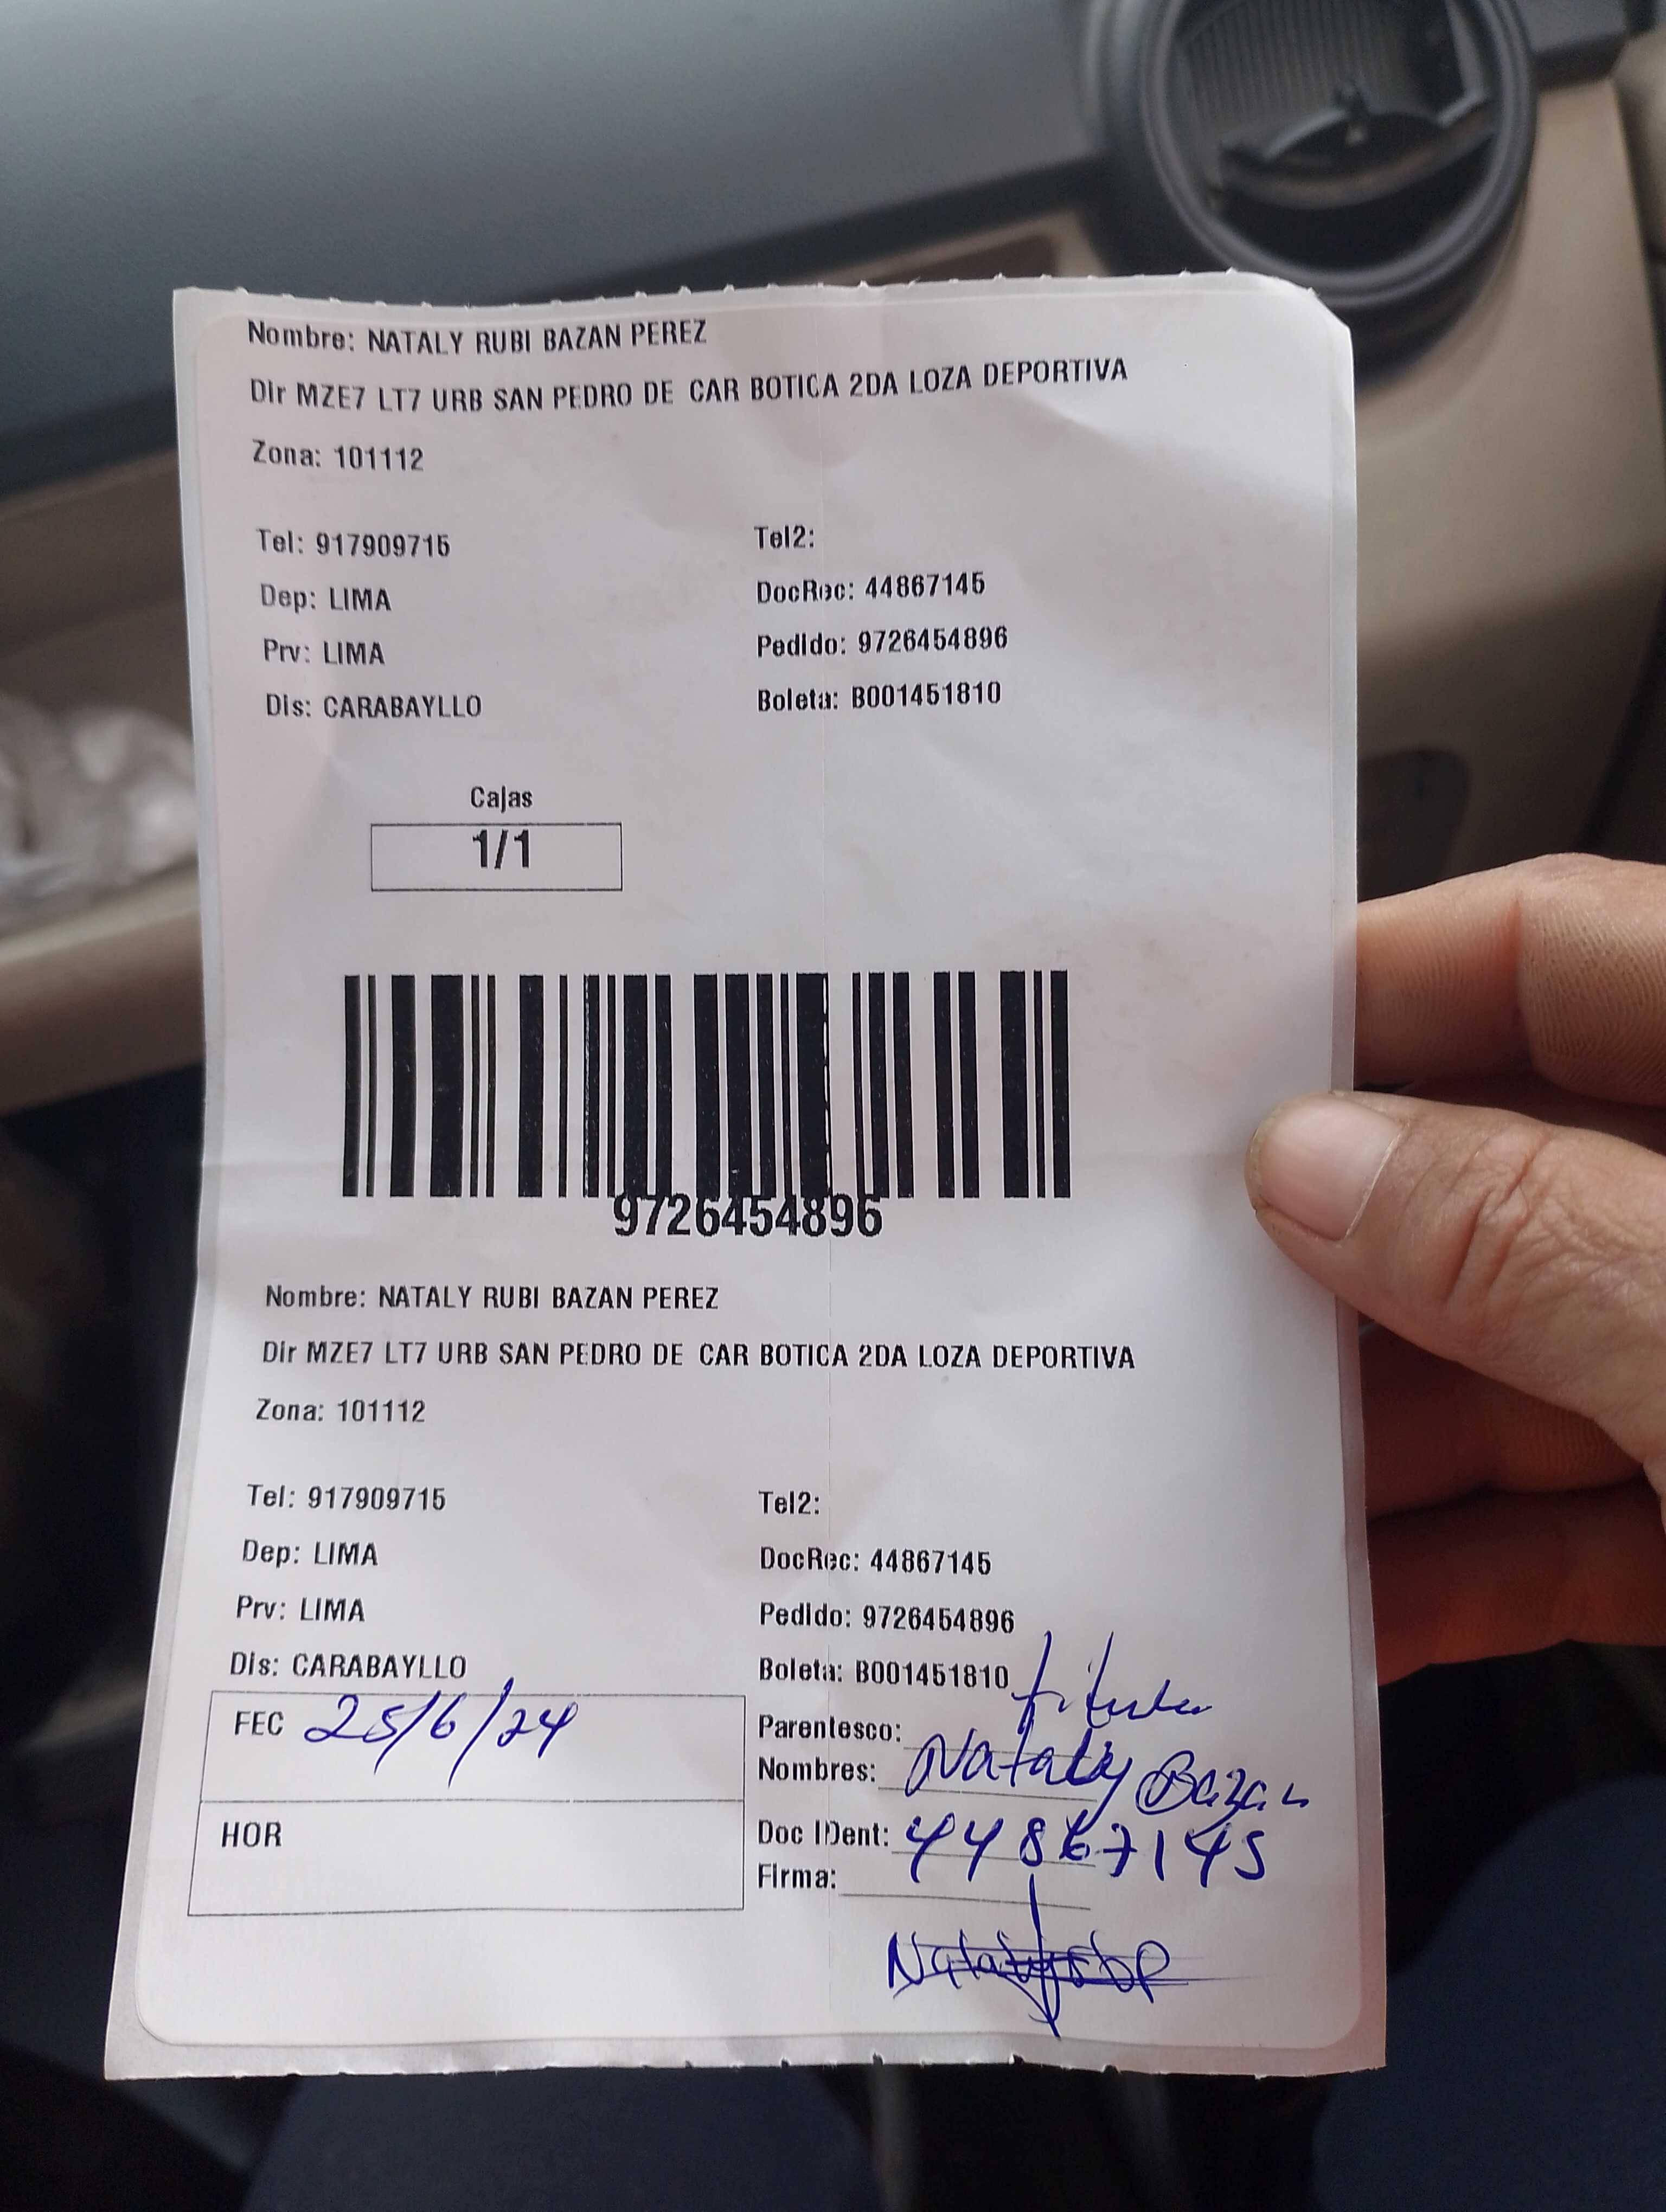 Nombre: NATALY RUBI BAZAN PEREZ
Dir MZE7 LT7 URB SAN PEDRO DE CAR BOTICA 2DA LOZA DEPORTIVA
Zona: 101112
Tel: 917909715 Tel2:
Dep: LIMA DocRec: 44867145
Prv: LIMA Pedido: 9726454896
Dis: CARABAYLLO Boleta: B001451810
Cajas
1/1
9726454896
Nombre: NATALY RUBI BAZAN PEREZ
Dir MZE7 LT7 URB SAN PEDRO DE CAR BOTICA 2DA LOZA DEPORTIVA
Zona: 101112
Tel: 917909715 Tel2:
Dep: LIMA DocRec: 44867145
Prv: LIMA Pedido: 9726454896
Dis: CARABAYLLO Boleta: B001451810
FEC 25/6/24 Parentesco: titular
Nombres: Nataly Bazan
HOR Doc IDent: 44867145
Firma: